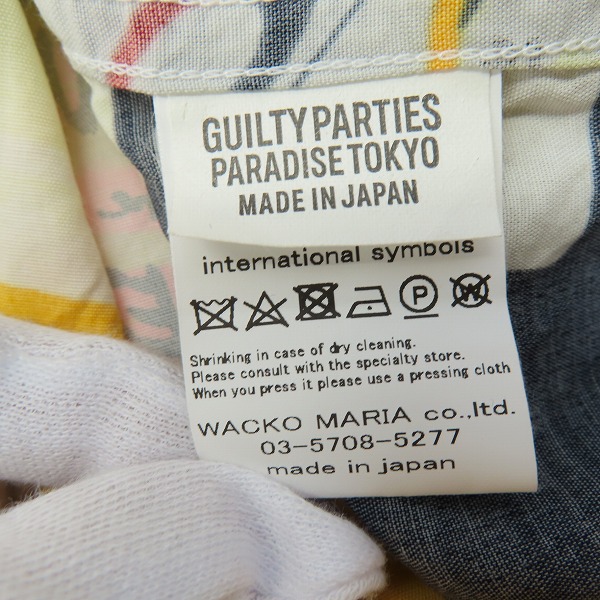 GUILTY PARTIES
PARADISE TOKYO
MADE IN JAPAN
international symbols
P W
Shrinking in case of dry cleaning.
Please consult with the specialty store.
When you press it please use a pressing cloth
WACKO MARIA co.,ltd.
03-5708-5277
made in japan